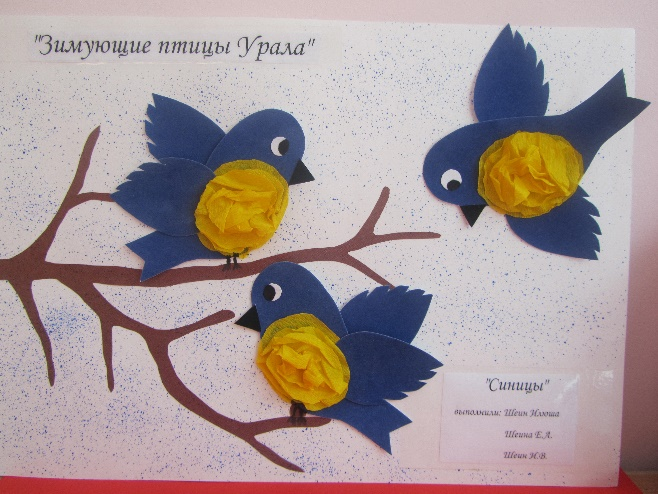 "Зимующие птицы Урала"
"Синицы"
выполнили: Шеин Илюша
Шеина Е.А.
Шеин И.В.